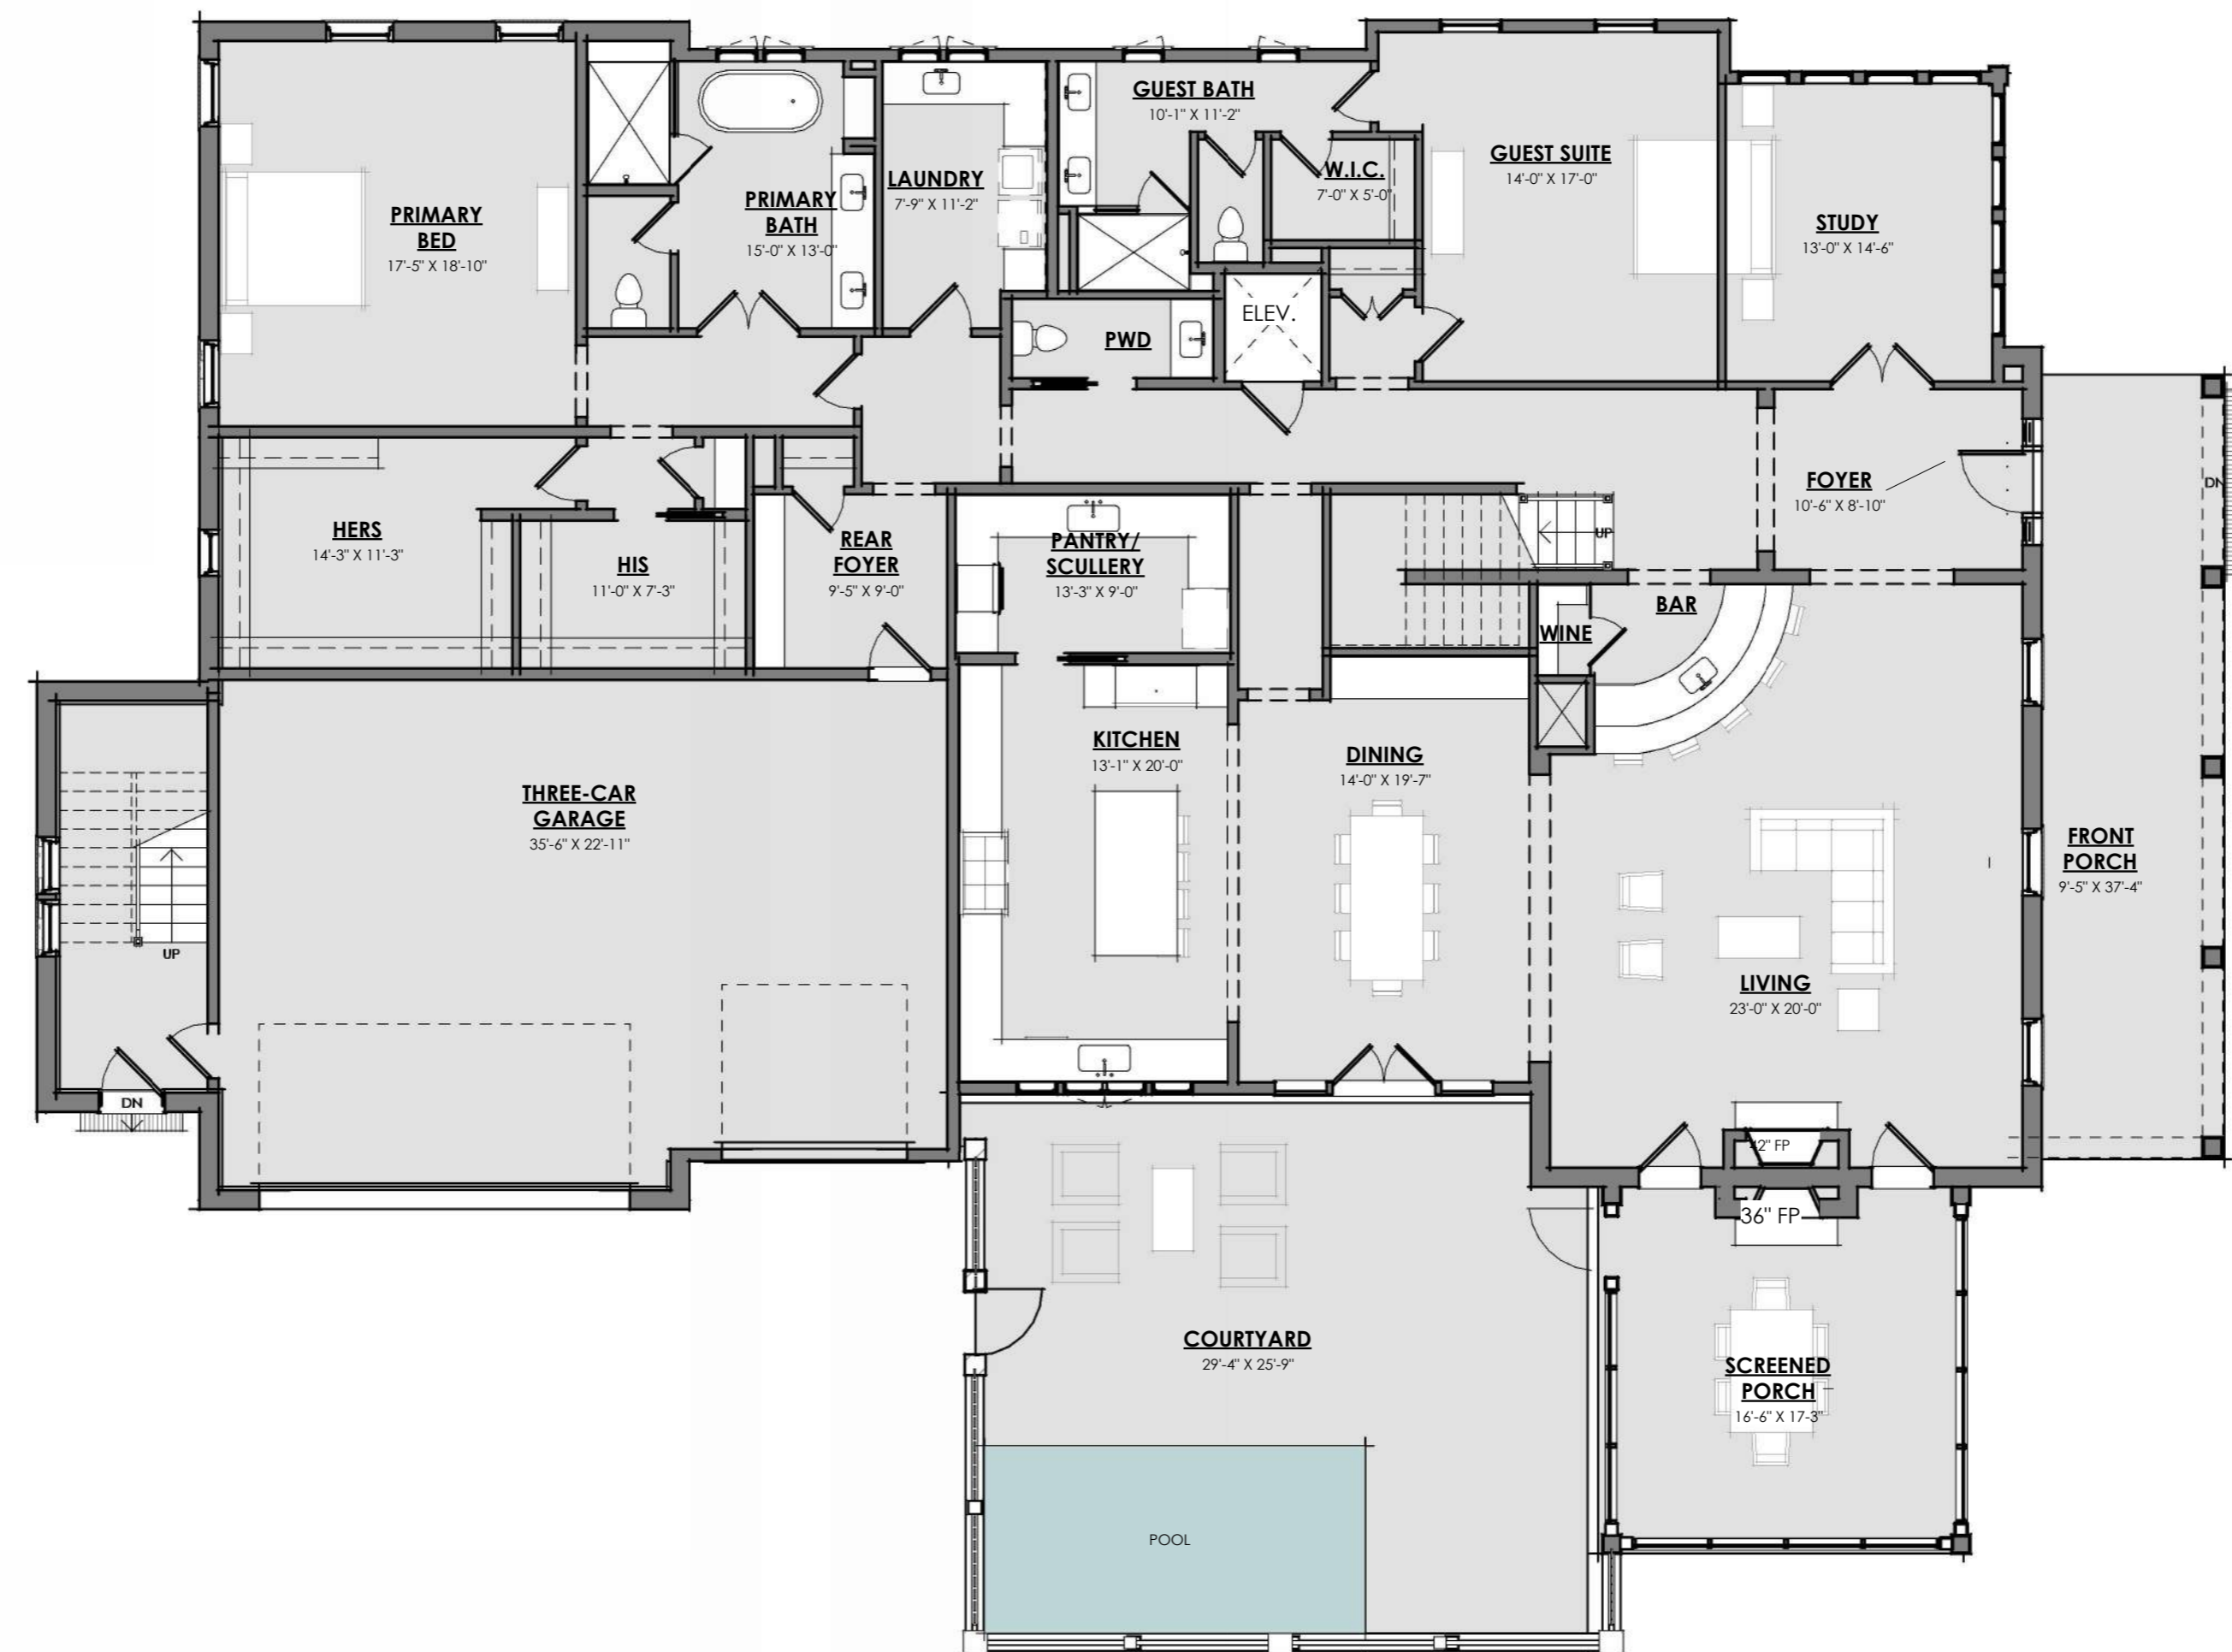 GUEST BATH
10'-1" X 11'-2"
GUEST SUITE
14'-0" X 17'-0"
W.I.C.
7'-0" X 5'-0"
LAUNDRY
7'-9" X 11'-2"
PRIMARY
BATH
15'-0" X 13'-0"
PRIMARY
BED
17'-5" X 18'-10"
STUDY
13'-0" X 14'-6"
ELEV.
PWD
FOYER
10'-6" X 8'-10"
DN
HERS
14'-3" X 11'-3"
HIS
11'-0" X 7'-3"
REAR
FOYER
9'-5" X 9'-0"
PANTRY/
SCULLERY
13'-3" X 9'-0"
UP
BAR
WINE
KITCHEN
13'-1" X 20'-0"
DINING
14'-0" X 19'-7"
THREE-CAR
GARAGE
35'-6" X 22'-11"
FRONT
PORCH
9'-5" X 37'-4"
UP
LIVING
23'-0" X 20'-0"
DN
42" FP
36" FP
COURTYARD
29'-4" X 25'-9"
SCREENED
PORCH
16'-6" X 17'-3"
POOL